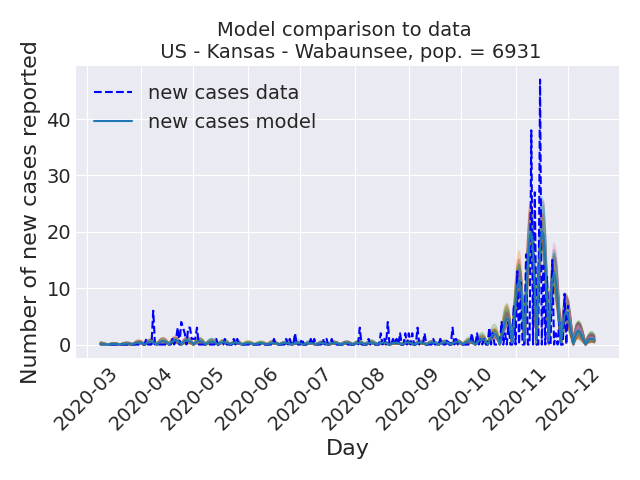 Model comparison to data
US - Kansas - Wabaunsee, pop. = 6931
Number of new cases reported
new cases data
new cases model
40
30
20
10
0
2020-03
2020-04
2020-05
2020-06
2020-07
2020-08
2020-09
2020-10
2020-11
2020-12
Day